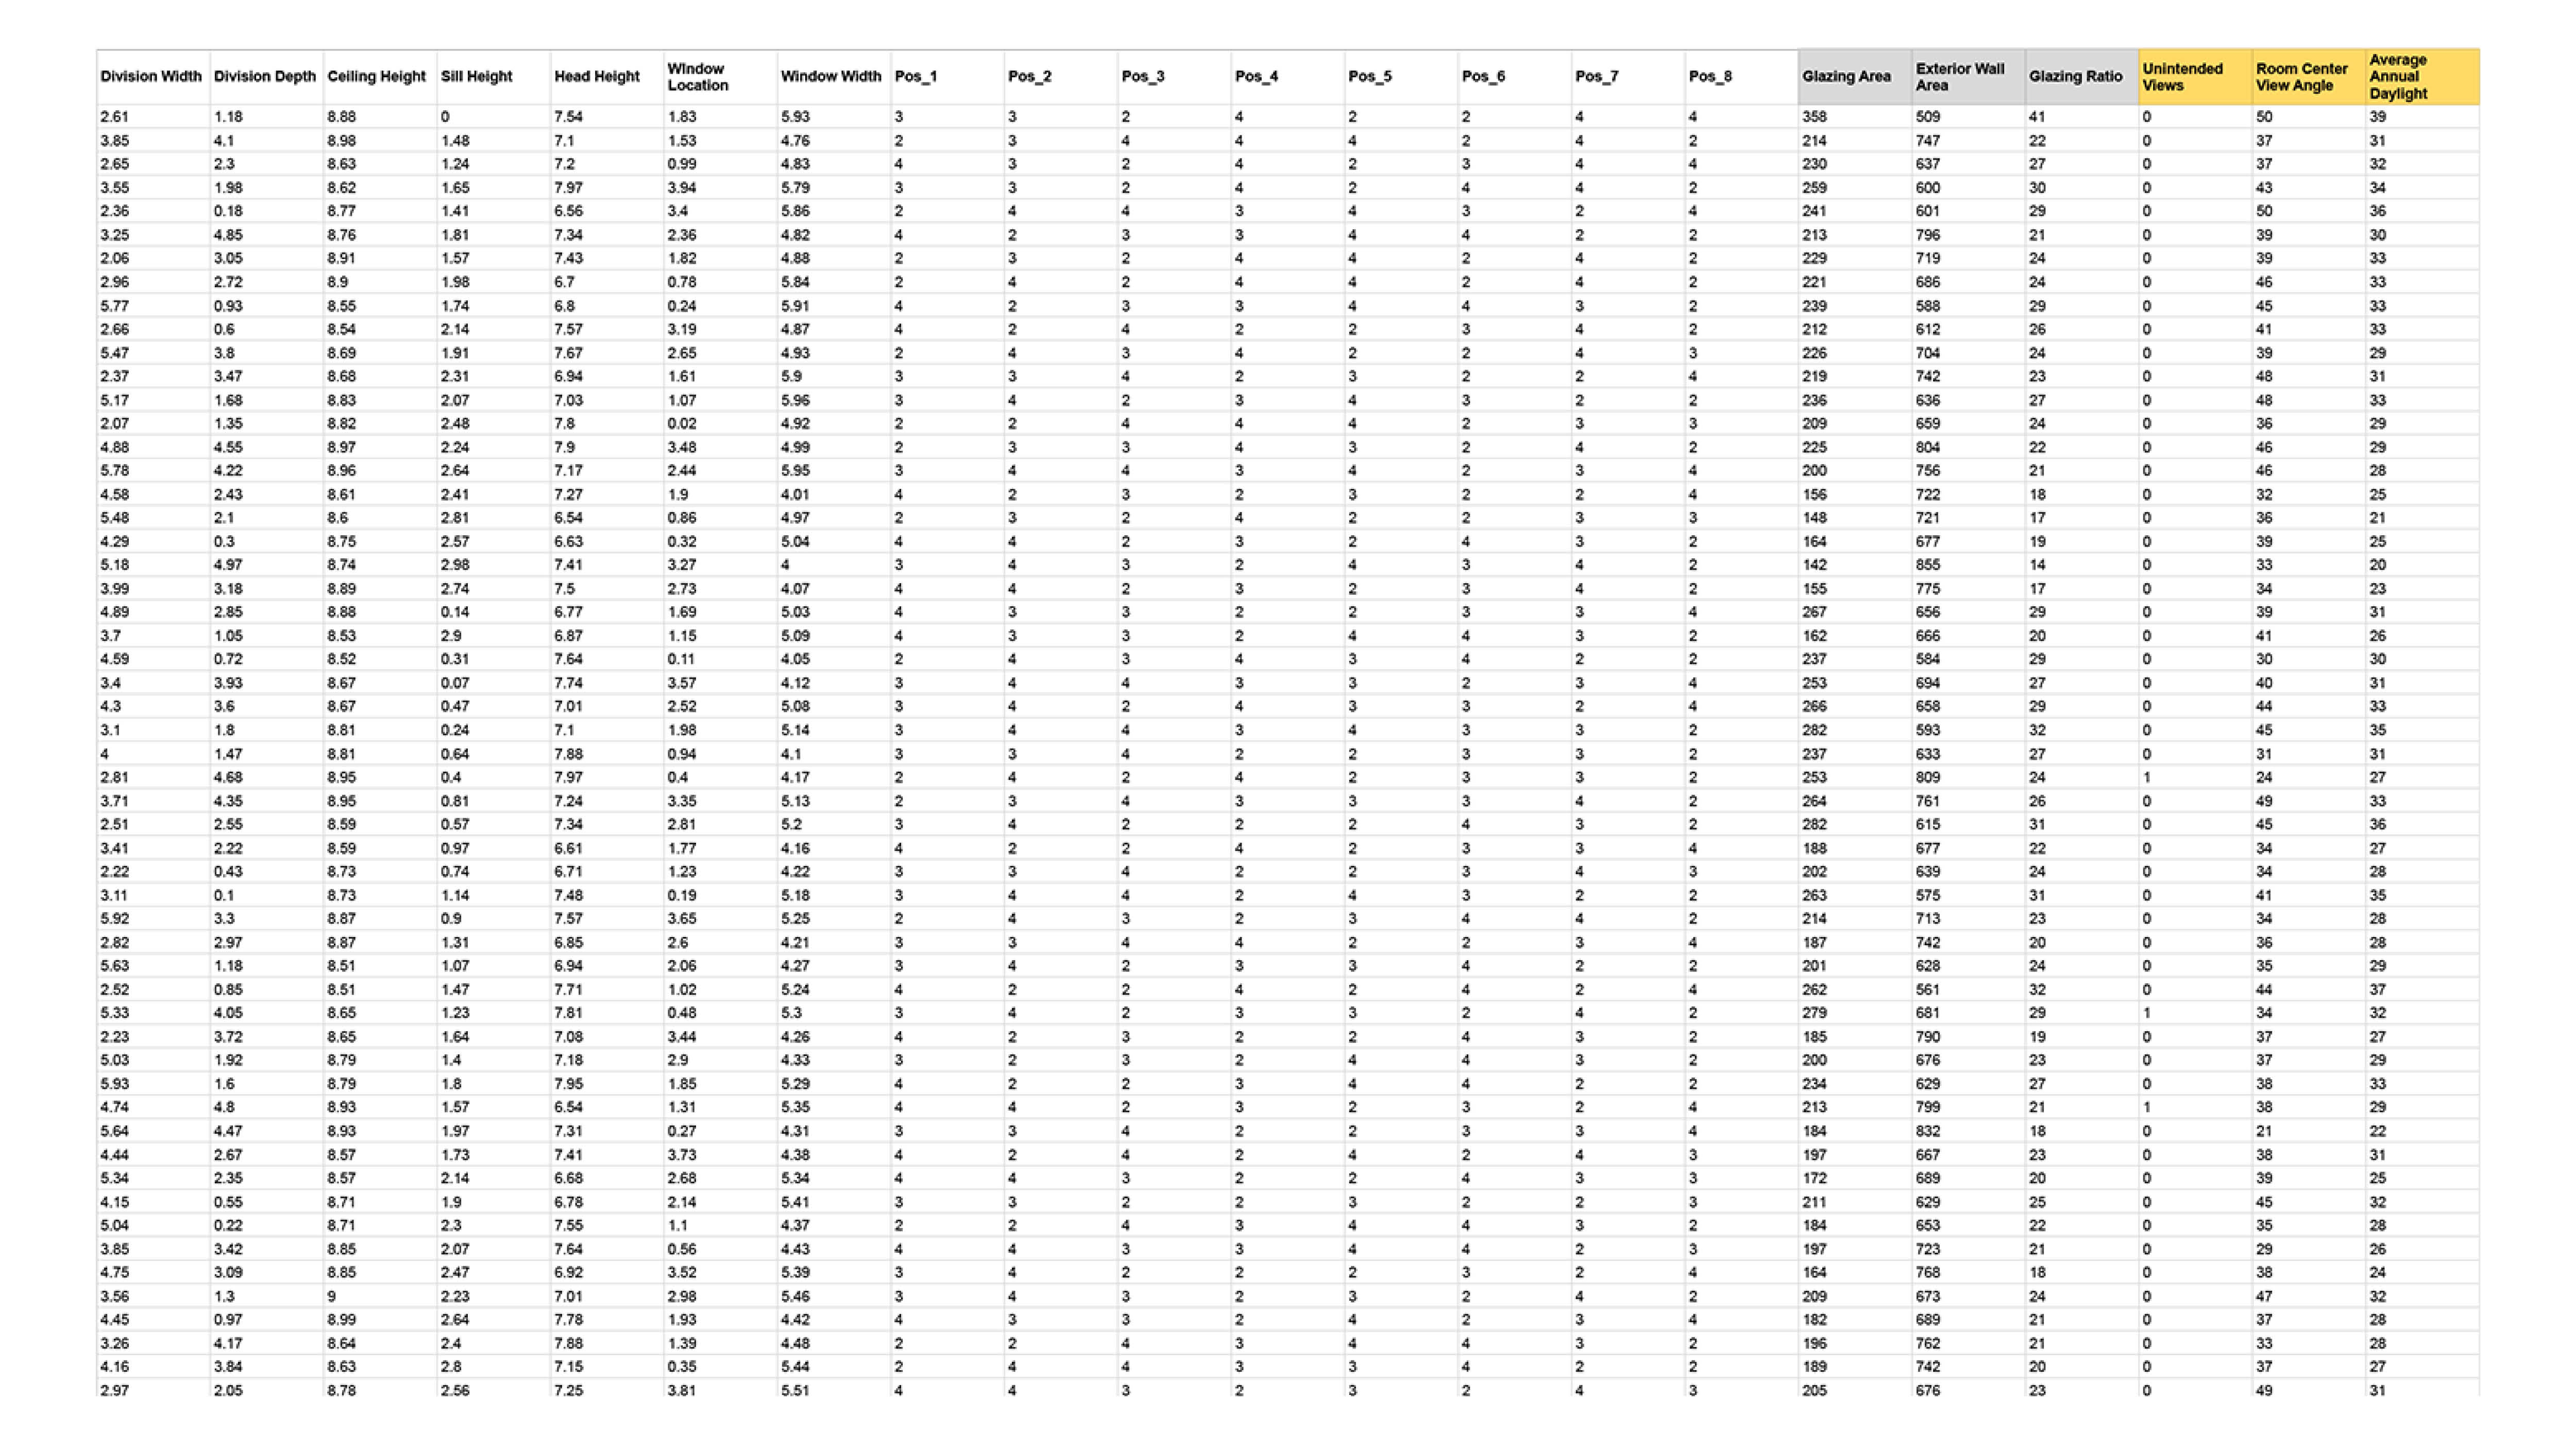 Division Width Division Depth Ceiling Height Sill Height Head Height WIndow Location Window Width Pos_1 Pos_2 Pos_3 Pos_4 Pos_5 Pos_6 Pos_7 Pos_8 Glazing Area Exterior Wall Area Glazing Ratio Unintended Views Room Center View Angle Average Annual Daylight
2.61 1.18 8.88 0 7.54 1.83 5.93 3 3 2 4 2 2 4 4 358 509 41 0 50 39
3.85 4.1 8.98 1.48 7.1 1.53 4.76 2 3 4 4 4 2 4 2 214 747 22 0 37 31
2.65 2.3 8.63 1.24 7.2 0.99 4.83 4 3 2 4 2 3 4 4 230 637 27 0 37 32
3.55 1.98 8.62 1.65 7.97 3.94 5.79 3 3 2 4 2 4 4 2 259 600 30 0 43 34
2.36 0.18 8.77 1.41 6.56 3.4 5.86 2 4 4 3 4 3 2 4 241 601 29 0 50 36
3.25 4.85 8.76 1.81 7.34 2.36 4.82 4 2 3 3 4 4 2 2 213 796 21 0 39 30
2.06 3.05 8.91 1.57 7.43 1.82 4.88 2 3 2 4 4 2 4 2 229 719 24 0 39 33
2.96 2.72 8.9 1.98 6.7 0.78 5.84 2 4 2 4 4 2 4 2 221 686 24 0 46 33
5.77 0.93 8.55 1.74 6.8 0.24 5.91 4 2 3 3 4 4 3 2 239 588 29 0 45 33
2.66 0.6 8.54 2.14 7.57 3.19 4.87 4 2 4 2 2 3 4 2 212 612 26 0 41 33
5.47 3.8 8.69 1.91 7.67 2.65 4.93 2 4 3 4 2 2 4 3 226 704 24 0 39 29
2.37 3.47 8.68 2.31 6.94 1.61 5.9 3 3 4 2 3 2 2 4 219 742 23 0 48 31
5.17 1.68 8.83 2.07 7.03 1.07 5.96 3 4 2 3 4 3 2 2 236 636 27 0 48 33
2.07 1.35 8.82 2.48 7.8 0.02 4.92 2 2 4 4 4 2 3 3 209 659 24 0 36 29
4.88 4.55 8.97 2.24 7.9 3.48 4.99 2 3 3 4 3 2 4 2 225 804 22 0 46 29
5.78 4.22 8.96 2.64 7.17 2.44 5.95 3 4 4 3 4 2 3 4 200 756 21 0 46 28
4.58 2.43 8.61 2.41 7.27 1.9 4.01 4 2 3 2 3 2 2 4 156 722 18 0 32 25
5.48 2.1 8.6 2.81 6.54 0.86 4.97 2 3 2 4 2 2 3 3 148 721 17 0 36 21
4.29 0.3 8.75 2.57 6.63 0.32 5.04 4 4 2 3 2 4 3 2 164 677 19 0 39 25
5.18 4.97 8.74 2.98 7.41 3.27 4 3 4 3 2 4 3 4 2 142 855 14 0 33 20
3.99 3.18 8.89 2.74 7.5 2.73 4.07 4 4 3 2 2 3 4 2 155 775 17 0 34 23
4.89 2.85 8.88 0.14 6.77 1.69 5.03 4 3 3 2 2 3 3 4 267 656 29 0 39 31
3.7 1.05 8.53 2.9 6.87 1.15 5.09 4 3 3 2 4 4 3 2 162 666 20 0 41 26
4.59 0.72 8.52 0.31 7.64 0.11 4.05 2 4 3 4 3 4 2 2 237 584 29 0 30 30
3.4 3.93 8.67 0.07 7.74 3.57 4.12 3 4 4 3 3 2 3 4 253 694 27 0 40 31
4.3 3.6 8.67 0.47 7.01 2.52 5.08 3 4 2 4 3 3 2 4 266 658 29 0 44 33
3.1 1.8 8.81 0.24 7.1 1.98 5.14 3 4 4 3 4 3 3 2 282 593 32 0 45 35
4 1.47 8.81 0.64 7.88 0.94 4.1 3 3 4 2 2 3 3 2 237 633 27 0 31 31
2.81 4.68 8.95 0.4 7.97 0.4 4.17 2 4 2 4 2 3 3 2 253 809 24 1 24 27
3.71 4.35 8.95 0.81 7.24 3.35 5.13 2 3 4 3 3 3 4 2 264 761 26 0 49 33
2.51 2.55 8.59 0.57 7.34 2.81 5.2 3 4 2 2 2 4 3 2 282 615 31 0 45 36
3.41 2.22 8.59 0.97 6.61 1.77 4.16 4 2 2 4 2 3 3 4 188 677 22 0 34 27
2.22 0.43 8.73 0.74 6.71 1.23 4.22 3 3 4 2 2 3 4 3 202 639 24 0 34 28
3.11 0.1 8.73 1.14 7.48 0.19 5.18 3 4 4 2 4 3 2 2 263 575 31 0 41 35
5.92 3.3 8.87 0.9 7.57 3.65 5.25 2 4 3 2 3 4 4 2 214 713 23 0 34 28
2.82 2.97 8.87 1.31 6.85 2.6 4.21 3 3 4 4 2 2 3 4 187 742 20 0 36 28
5.63 1.18 8.51 1.07 6.94 2.06 4.27 3 4 2 3 3 4 2 2 201 628 24 0 35 29
2.52 0.85 8.51 1.47 7.71 1.02 5.24 4 2 2 4 2 4 2 4 262 561 32 0 44 37
5.33 4.05 8.65 1.23 7.81 0.48 5.3 3 4 2 3 3 2 4 2 279 681 29 1 34 32
2.23 3.72 8.65 1.64 7.08 3.44 4.26 4 2 3 2 2 4 3 2 185 790 19 0 37 27
5.03 1.92 8.79 1.4 7.18 2.9 4.33 3 2 3 2 4 4 3 2 200 676 23 0 37 29
5.93 1.6 8.79 1.8 7.95 1.85 5.29 4 2 2 3 4 4 2 2 234 629 27 0 38 33
4.74 4.8 8.93 1.57 6.54 1.31 5.35 4 4 2 3 2 3 2 4 213 799 21 1 38 29
5.64 4.47 8.93 1.97 7.31 0.27 4.31 3 3 4 2 2 3 3 4 184 832 18 0 21 22
4.44 2.67 8.57 1.73 7.41 3.73 4.38 4 2 4 2 4 2 4 3 197 667 23 0 38 31
5.34 2.35 8.57 2.14 6.68 2.68 5.34 4 4 3 2 2 4 3 3 172 689 20 0 39 25
4.15 0.55 8.71 1.9 6.78 2.14 5.41 3 3 2 2 3 2 2 3 211 629 25 0 45 32
5.04 0.22 8.71 2.3 7.55 1.1 4.37 2 2 4 3 4 4 3 2 184 653 22 0 35 28
3.85 3.42 8.85 2.07 7.64 0.56 4.43 4 4 3 3 4 4 2 3 197 723 21 0 29 26
4.75 3.09 8.85 2.47 6.92 3.52 5.39 3 4 2 2 2 3 2 4 164 768 18 0 38 24
3.56 1.3 9 2.23 7.01 2.98 5.46 3 4 3 2 3 2 4 2 209 673 24 0 47 32
4.45 0.97 8.99 2.64 7.78 1.93 4.42 4 3 3 2 4 2 3 4 182 689 21 0 37 28
3.26 4.17 8.64 2.4 7.88 1.39 4.48 2 2 4 3 4 4 3 2 196 762 21 0 33 28
4.16 3.84 8.63 2.8 7.15 0.35 5.44 2 4 4 3 3 4 2 2 189 742 20 0 37 27
2.97 2.05 8.78 2.56 7.25 3.81 5.51 4 4 3 2 3 2 4 3 205 676 23 0 49 31